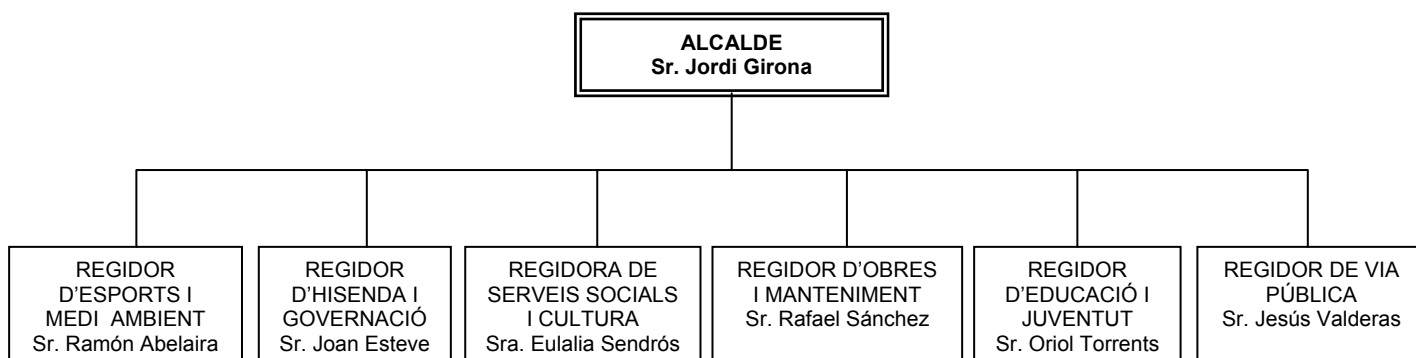 ALCALDE
Sr. Jordi Girona
REGIDOR
D’ESPORTS I
MEDI AMBIENT
Sr. Ramón Abelaira
REGIDOR
D’HISENDA I
GOVERNACIÓ
Sr. Joan Esteve
REGIDORA DE
SERVEIS SOCIALS
I CULTURA
Sra. Eulalia Sendrós
REGIDOR D’OBRES
I MANTENIMENT
Sr. Rafael Sánchez
REGIDOR
D’EDUCACIÓ I
JUVENTUT
Sr. Oriol Torrents
REGIDOR DE VIA
PÚBLICA
Sr. Jesús Valderas